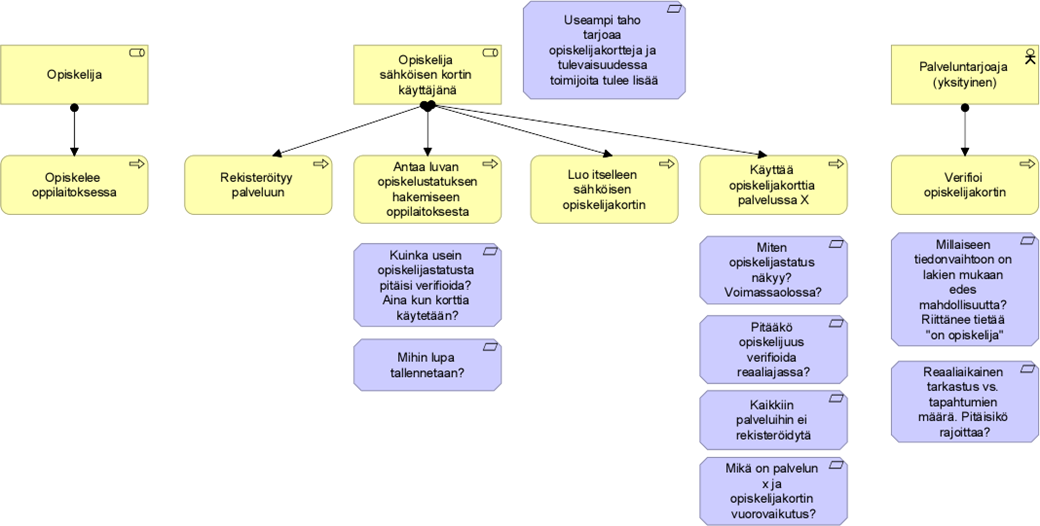 Useampi taho
tarjoaa
opiskelijakortteja ja
tulevaisuudessa
toimijoita tulee lisää
Opiskelija
Opiskelija
sähköisen kortin
käyttäjänä
Palveluntarjoaja
(yksityinen)
Opiskelee
oppilaitoksessa
Rekisteröityy
palveluun
Antaa luvan
opiskelustatuksen
hakemiseen
oppilaitoksesta
Luo itselleen
sähköisen
opiskelijakortin
Käyttää
opiskelijakorttia
palvelussa X
Verifioi
opiskelijakortin
Kuinka usein
opiskelijastatusta
pitäisi verifioida?
Aina kun korttia
käytetään?
Mihin lupa
tallennetaan?
Miten
opiskelijastatus
näkyy?
Voimassaolossa?
Pitääkö
opiskelijuus
verifioida
reaaliajassa?
Kaikkiin
palveluihin ei
rekisteröidytä
Mikä on palvelun
x ja
opiskelijakortin
vuorovaikutus?
Millaiseen
tiedonvaihtoon on
lakien mukaan
edes
mahdollisuutta?
Riittänee tietää
"on opiskelija"
Reaaliaikainen
tarkastus vs.
tapahtumien
määrä. Pitäisikö
rajoittaa?